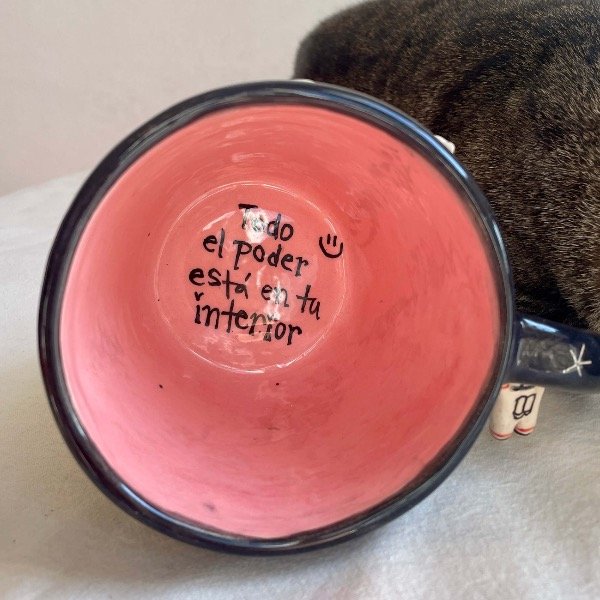 Todo
el poder
está en tu
interior